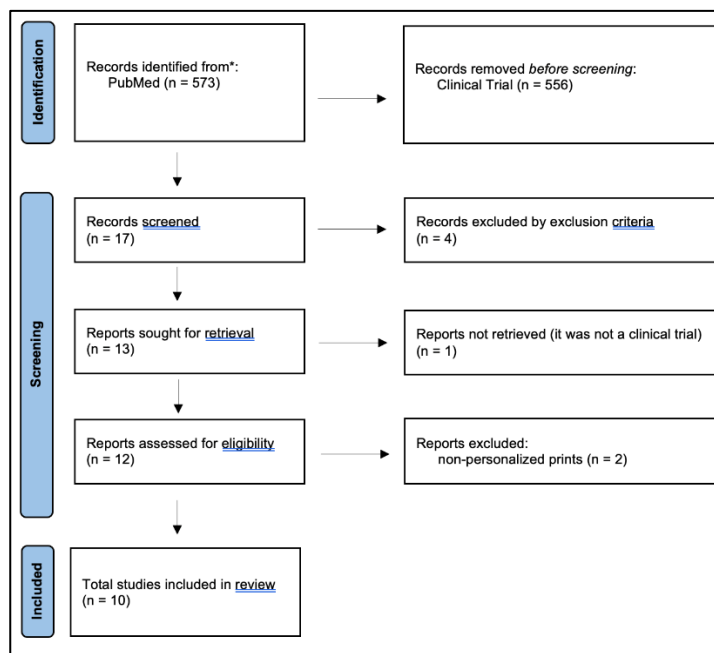 Identification
Records identified from*:
PubMed (n = 573)
Records removed before screening:
Clinical Trial (n = 556)
Screening
Records screened
(n = 17)
Records excluded by exclusion criteria
(n = 4)
Reports sought for retrieval
(n = 13)
Reports not retrieved (it was not a clinical trial)
(n = 1)
Reports assessed for eligibility
(n = 12)
Reports excluded:
non-personalized prints (n = 2)
Included
Total studies included in review
(n = 10)